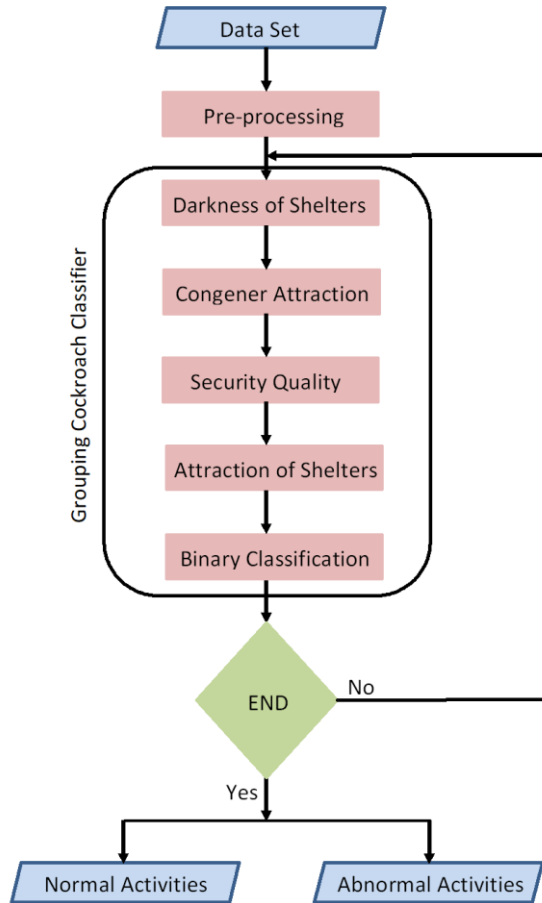 Data Set
Pre-processing
Grouping Cockroach Classifier
Darkness of Shelters
Congener Attraction
Security Quality
Attraction of Shelters
Binary Classification
END
No
Yes
Normal Activities
Abnormal Activities